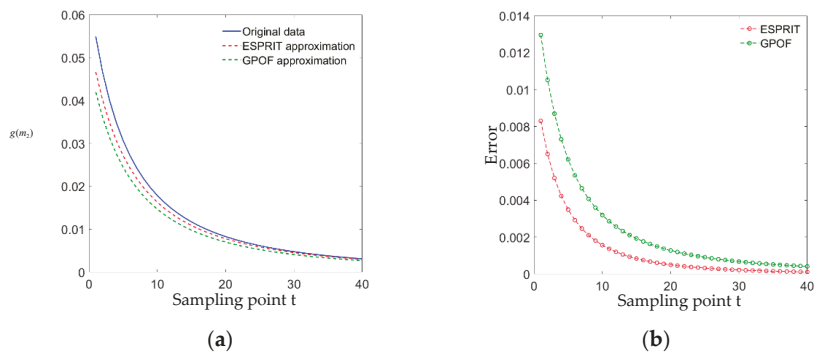 0.06
0.05
0.04
0.03
0.02
0.01
0
g(m₂)
Original data
ESPRIT approximation
GPOF approximation
0 10 20 30 40
Sampling point t
(a)
0.014
0.012
0.01
0.008
0.006
0.004
0.002
0
Error
ESPRIT
GPOF
0 10 20 30 40
Sampling point t
(b)